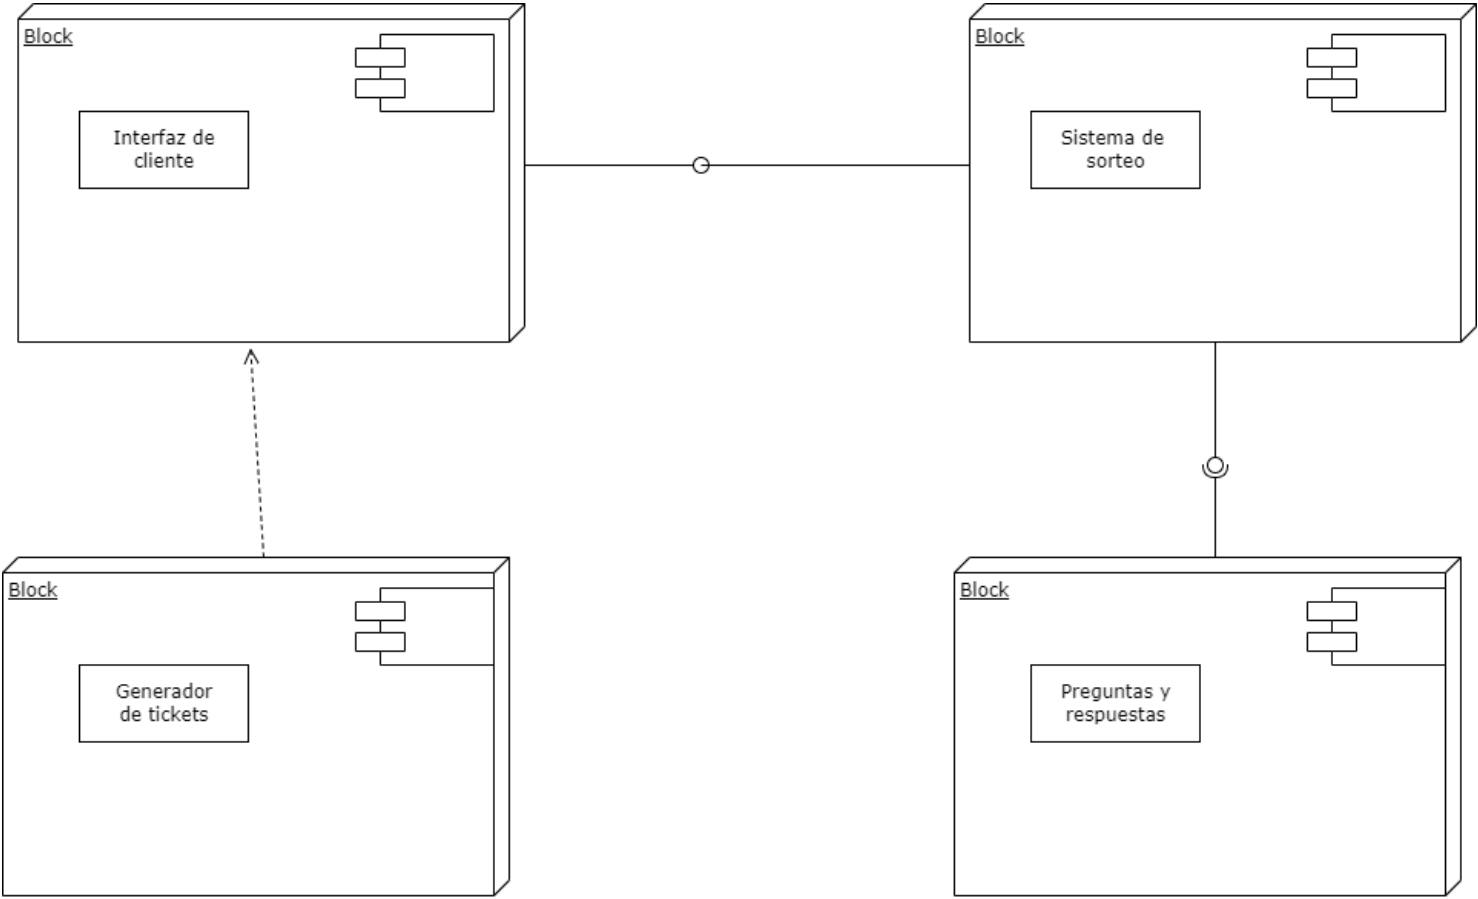 Block
Interfaz de
cliente
Block
Sistema de
sorteo
Block
Generador
de tickets
Block
Preguntas y
respuestas